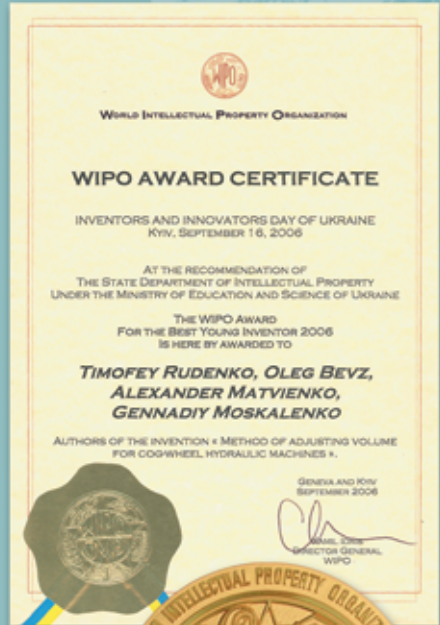 WIPO
WORLD INTELLECTUAL PROPERTY ORGANIZATION
WIPO AWARD CERTIFICATE
INVENTORS AND INNOVATORS DAY OF UKRAINE
KYIV, SEPTEMBER 16, 2006
AT THE RECOMMENDATION OF
THE STATE DEPARTMENT OF INTELLECTUAL PROPERTY
UNDER THE MINISTRY OF EDUCATION AND SCIENCE OF UKRAINE
THE WIPO AWARD
FOR THE BEST YOUNG INVENTOR 2006
IS HERE BY AWARDED TO
TIMOFEY RUDENKO, OLEG BEVZ,
ALEXANDER MATVIENKO,
GENNADIY MOSKALENKO
AUTHORS OF THE INVENTION « METHOD OF ADJUSTING VOLUME
FOR COGWHEEL HYDRAULIC MACHINES ».
GENEVA AND KYIV
SEPTEMBER 2006
DIRECTOR GENERAL
WIPO
INTELLECTUAL PROPERTY